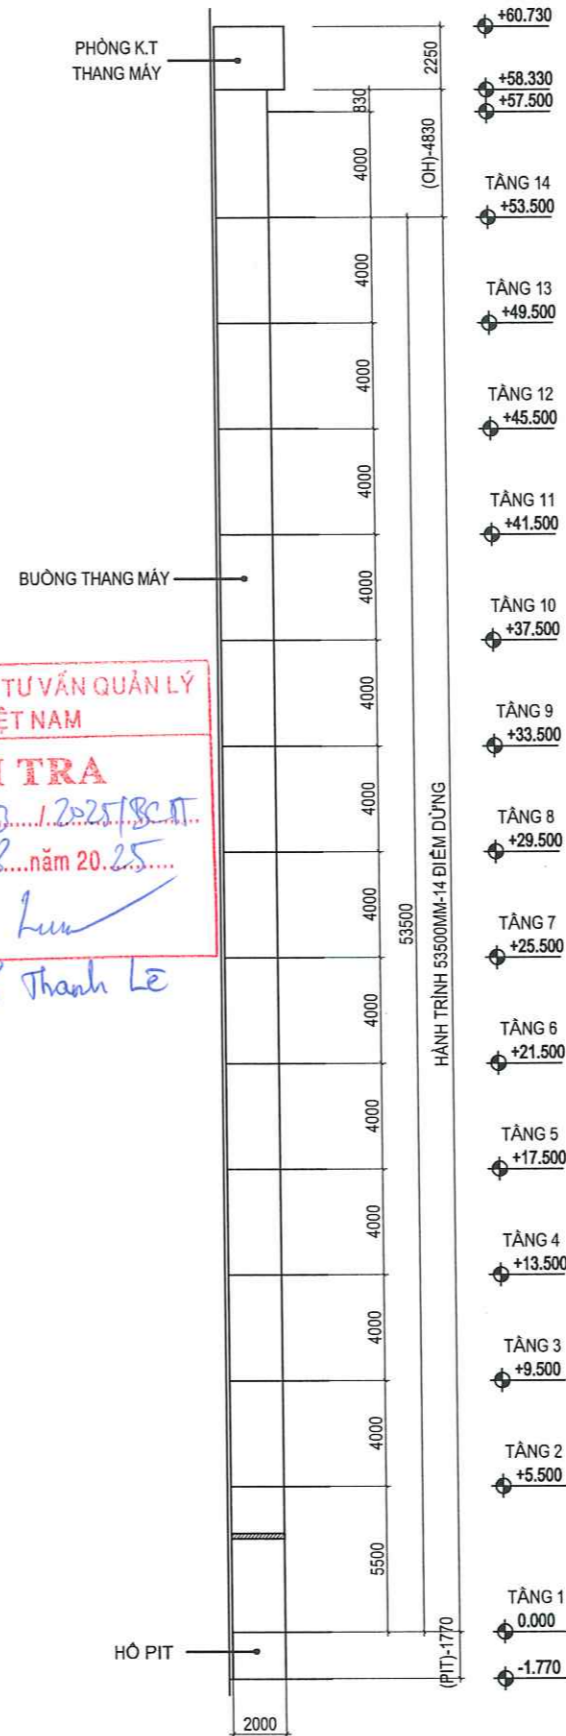 PHÒNG K.T
THANG MÁY
BUỒNG THANG MÁY
HỐ PIT
TƯ VẤN QUẢN LÝ
ỆT NAM
TRA
/2025/BCTT
năm 2025
Thanh Lê
2250
830
4000
(OH)-4830
4000
4000
4000
4000
4000
4000
4000
4000
4000
4000
4000
4000
5500
53500
HÀNH TRÌNH 53500MM-14 ĐIỂM DỪNG
(PIT)-1770
2000
+60.730
+58.330
+57.500
TẦNG 14
+53.500
TẦNG 13
+49.500
TẦNG 12
+45.500
TẦNG 11
+41.500
TẦNG 10
+37.500
TẦNG 9
+33.500
TẦNG 8
+29.500
TẦNG 7
+25.500
TẦNG 6
+21.500
TẦNG 5
+17.500
TẦNG 4
+13.500
TẦNG 3
+9.500
TẦNG 2
+5.500
TẦNG 1
0.000
-1.770